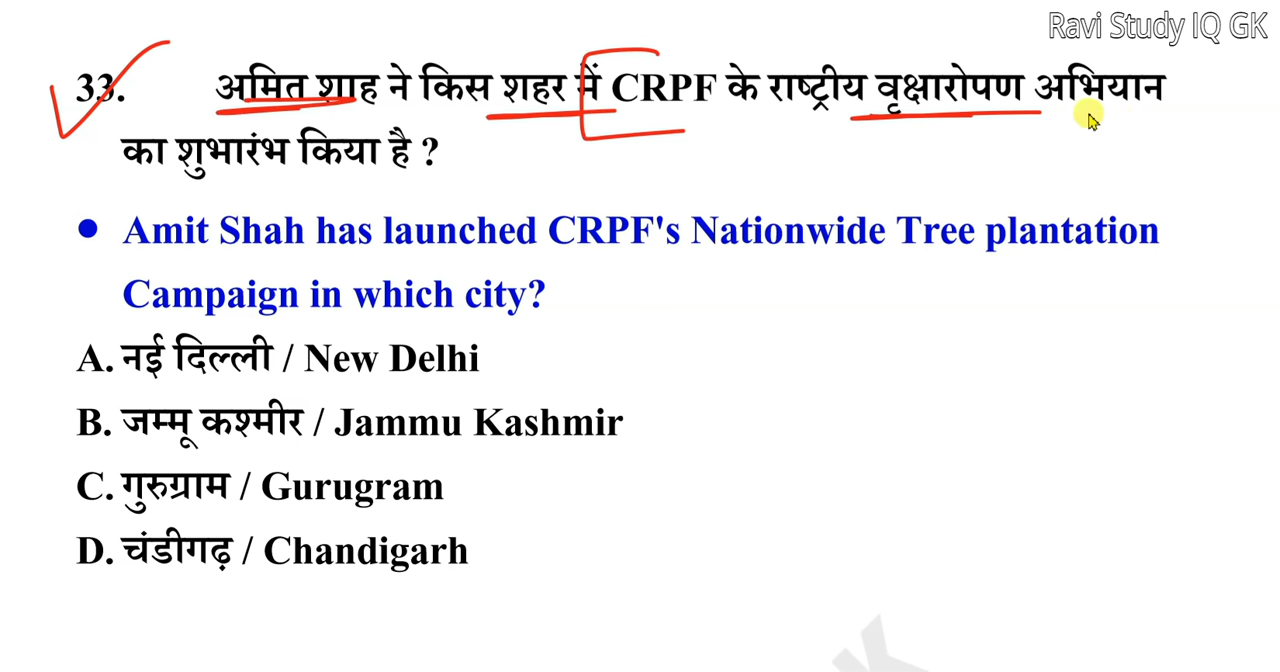 Ravi Study IQ GK
33. अमित शाह ने किस शहर में CRPF के राष्ट्रीय वृक्षारोपण अभियान
का शुभारंभ किया है ?
• Amit Shah has launched CRPF's Nationwide Tree plantation
Campaign in which city?
A. नई दिल्ली / New Delhi
B. जम्मू कश्मीर / Jammu Kashmir
C. गुरुग्राम / Gurugram
D. चंडीगढ़ / Chandigarh